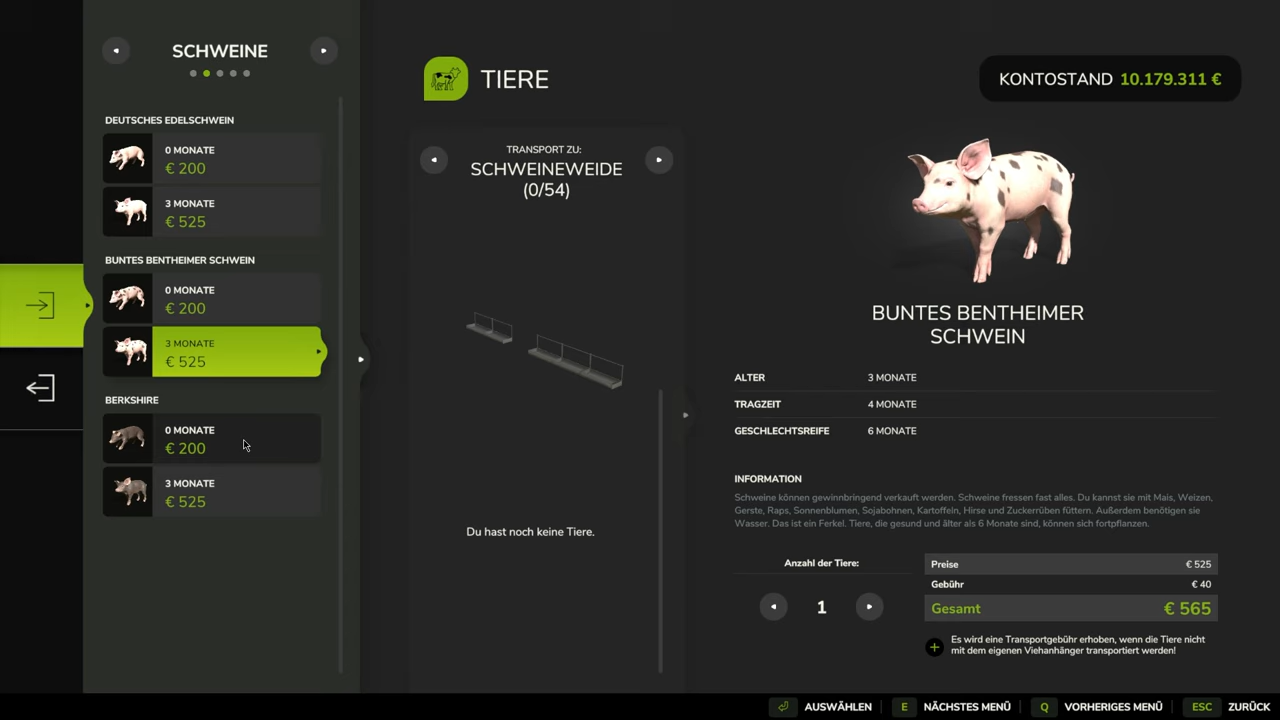 SCHWEINE
DEUTSCHES EDELSCHWEIN
0 MONATE
€ 200
3 MONATE
€ 525
BUNTES BENTHEIMER SCHWEIN
0 MONATE
€ 200
3 MONATE
€ 525
BERKSHIRE
0 MONATE
€ 200
3 MONATE
€ 525
TIERE
KONTOSTAND 10.179.311 €
TRANSPORT ZU:
SCHWEINEWEIDE
(0/54)
Du hast noch keine Tiere.
BUNTES BENTHEIMER
SCHWEIN
ALTER 3 MONATE
TRAGZEIT 4 MONATE
GESCHLECHTSREIFE 6 MONATE
INFORMATION
Schweine können gewinnbringend verkauft werden. Schweine fressen fast alles. Du kannst sie mit Mais, Weizen,
Gerste, Raps, Sonnenblumen, Sojabohnen, Kartoffeln, Hirse und Zuckerrüben füttern. Außerdem benötigen sie
Wasser. Das ist ein Ferkel. Tiere, die gesund und älter als 6 Monate sind, können sich fortpflanzen.
Anzahl der Tiere:
1
Preise € 525
Gebühr € 40
Gesamt € 565
Es wird eine Transportgebühr erhoben, wenn die Tiere nicht
mit dem eigenen Viehanhänger transportiert werden!
AUSWÄHLEN E NÄCHSTES MENÜ Q VORHERIGES MENÜ ESC ZURÜCK